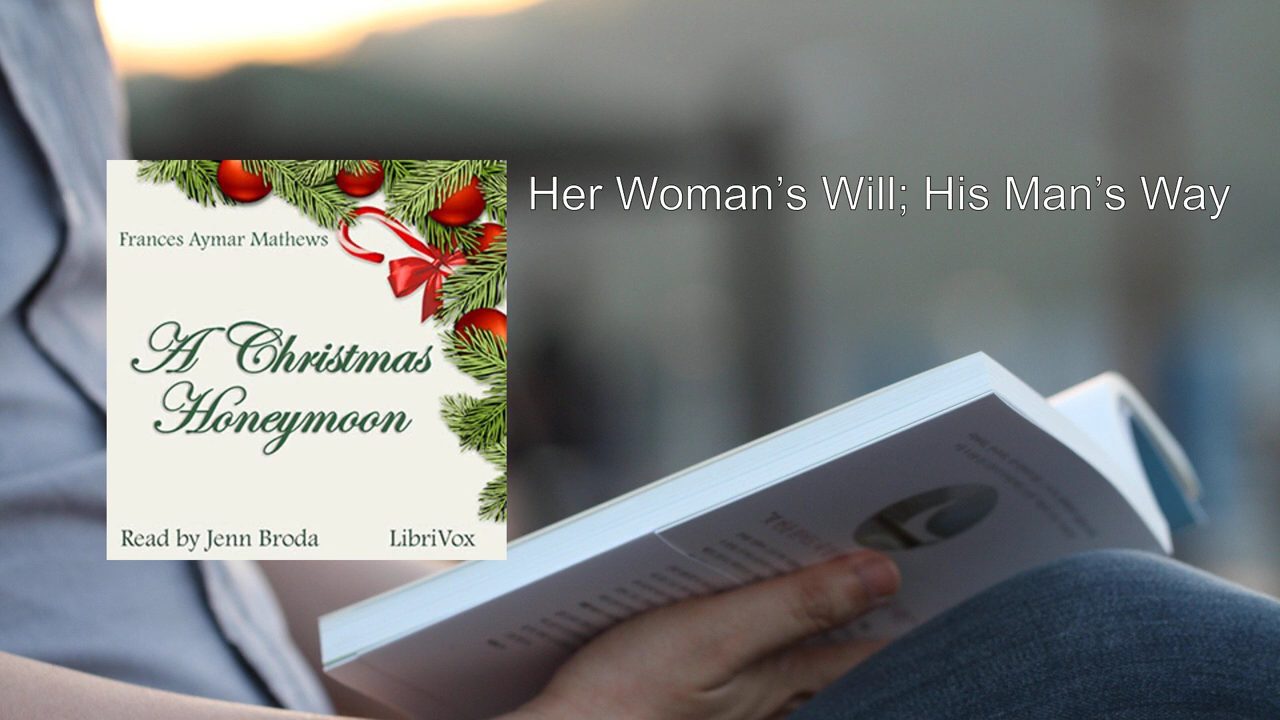 Her Woman’s Will; His Man’s Way
Frances Aymar Mathews
A Christmas
Honeymoon
Read by Jenn Broda
LibriVox